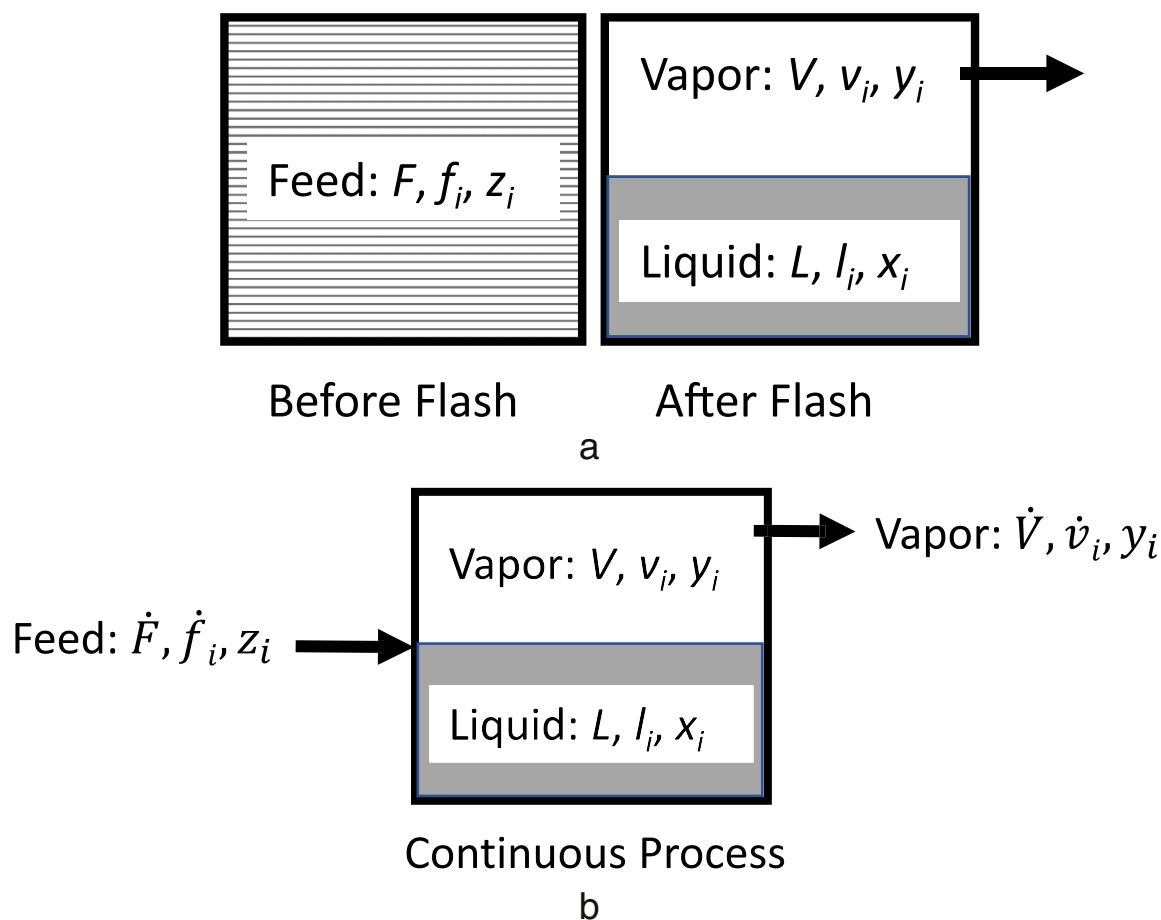 Feed: F, fᵢ, zᵢ
Vapor: V, vᵢ, yᵢ
Liquid: L, lᵢ, xᵢ
Before Flash
After Flash
a
Vapor: V, vᵢ, yᵢ
Vapor: V̇, v̇ᵢ, yᵢ
Feed: Ḟ, ḟᵢ, zᵢ
Liquid: L, lᵢ, xᵢ
Continuous Process
b